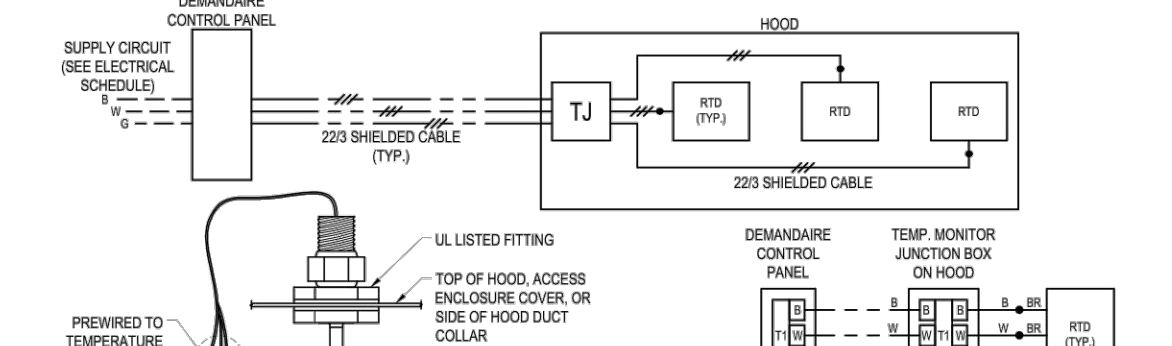 DEMANDAIRE
CONTROL PANEL
HOOD
SUPPLY CIRCUIT
(SEE ELECTRICAL
SCHEDULE)
B
W
G
22/3 SHIELDED CABLE
(TYP.)
TJ
RTD
(TYP.)
RTD
RTD
22/3 SHIELDED CABLE
UL LISTED FITTING
TOP OF HOOD, ACCESS
ENCLOSURE COVER, OR
SIDE OF HOOD DUCT
COLLAR
PREWIRED TO
TEMPERATURE
DEMANDAIRE
CONTROL
PANEL
TEMP. MONITOR
JUNCTION BOX
ON HOOD
B B B B B BR
T1 W W W T1 W W BR
RTD
(TYP.)